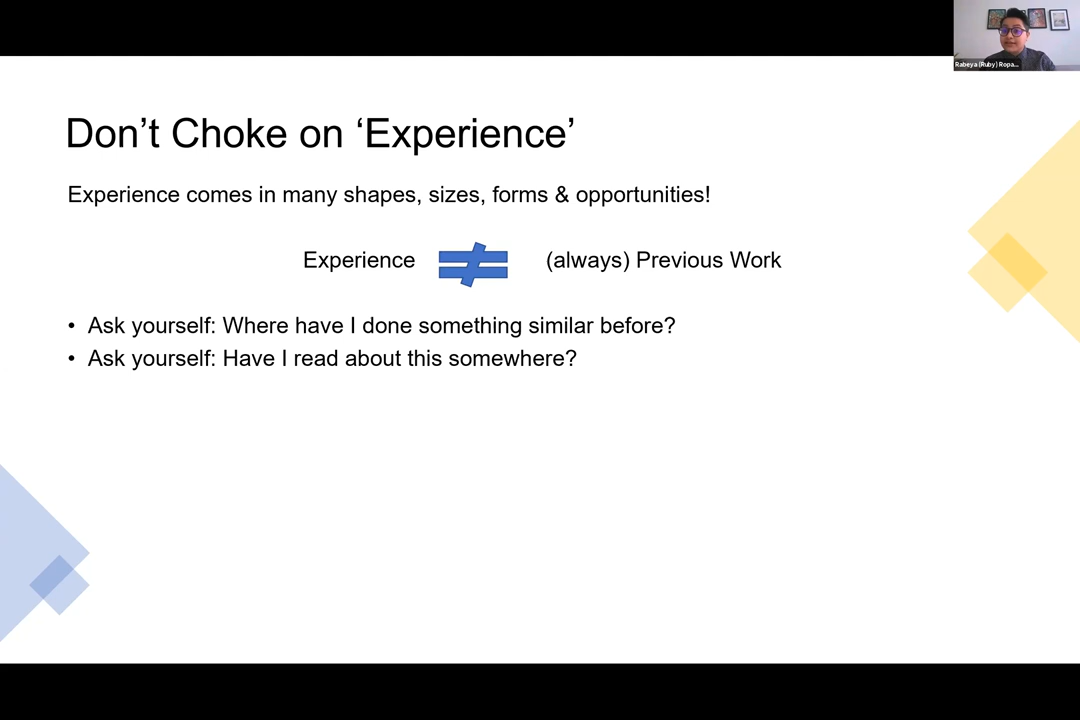 Rabeya (Ruby) Ropa...
Don’t Choke on ‘Experience’
Experience comes in many shapes, sizes, forms & opportunities!
Experience ≠ (always) Previous Work
• Ask yourself: Where have I done something similar before?
• Ask yourself: Have I read about this somewhere?